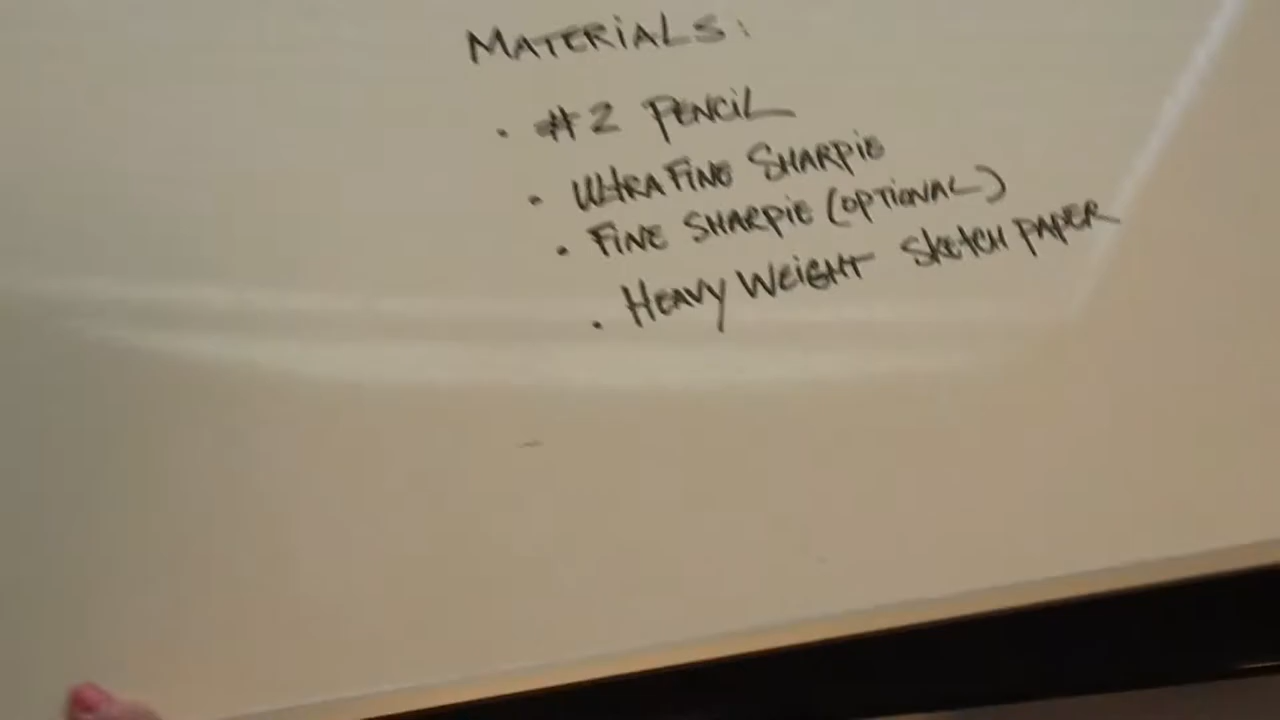 MATERIALS:
• #2 PENCIL
• ULTRA FINE SHARPIE
• FINE SHARPIE (OPTIONAL)
• HEAVY WEIGHT SKETCH PAPER